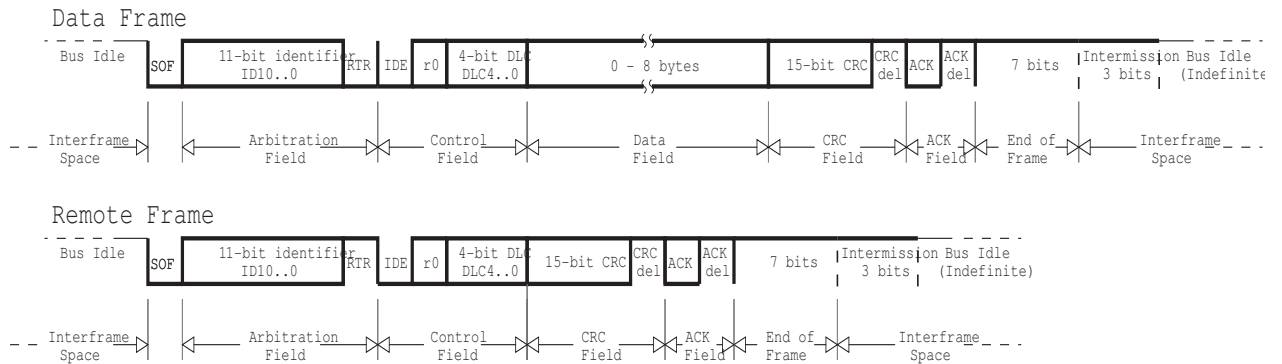 Data Frame
Bus Idle
SOF
11-bit identifier
ID10..0
RTR
IDE
r0
4-bit DLC
DLC4..0
0 - 8 bytes
15-bit CRC
CRC
del
ACK
ACK
del
7 bits
Intermission
3 bits
Bus Idle
(Indefinite
Interframe
Space
Arbitration
Field
Control
Field
Data
Field
CRC
Field
ACK
Field
End of
Frame
Interframe
Space
Remote Frame
Bus Idle
SOF
11-bit identifier
ID10..0
RTR
IDE
r0
4-bit DLC
DLC4..0
15-bit CRC
CRC
del
ACK
ACK
del
7 bits
Intermission
3 bits
Bus Idle
(Indefinite)
Interframe
Space
Arbitration
Field
Control
Field
CRC
Field
ACK
Field
End of
Frame
Interframe
Space